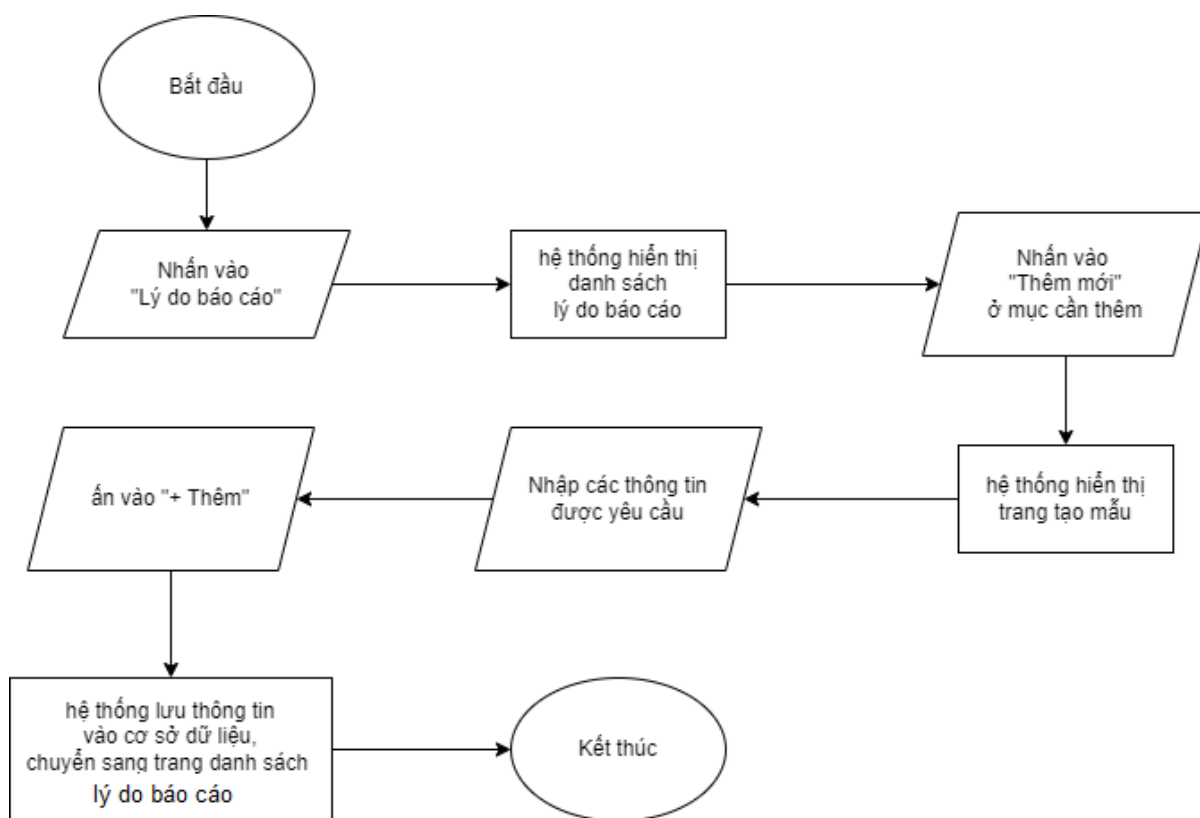 Bắt đầu
Nhấn vào
"Lý do báo cáo"
hệ thống hiển thị
danh sách
lý do báo cáo
Nhấn vào
"Thêm mới"
ở mục cần thêm
hệ thống hiển thị
trang tạo mẫu
Nhập các thông tin
được yêu cầu
ấn vào "+ Thêm"
hệ thống lưu thông tin
vào cơ sở dữ liệu,
chuyển sang trang danh sách
lý do báo cáo
Kết thúc